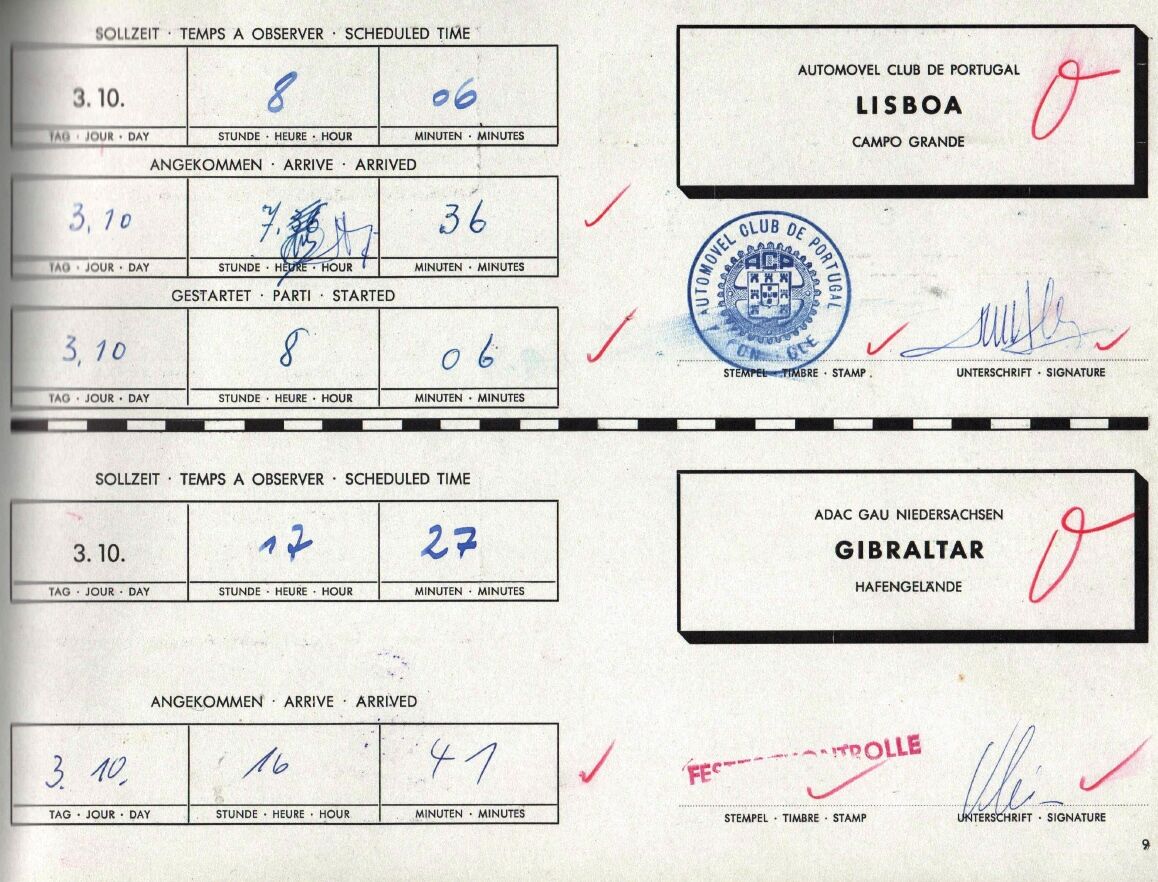 SOLLZEIT · TEMPS A OBSERVER · SCHEDULED TIME
3.10. 8 06
TAG · JOUR · DAY STUNDE · HEURE · HOUR MINUTEN · MINUTES
ANGEKOMMEN · ARRIVE · ARRIVED
3,10 7. 36
TAG · JOUR · DAY STUNDE · HEURE · HOUR MINUTEN · MINUTES
GESTARTET · PARTI · STARTED
3,10 8 06
TAG · JOUR · DAY STUNDE · HEURE · HOUR MINUTEN · MINUTES
AUTOMOVEL CLUB DE PORTUGAL
LISBOA
CAMPO GRANDE
0
AUTOMOVEL CLUB DE PORTUGAL
ACP
STEMPEL · TIMBRE · STAMP
UNTERSCHRIFT · SIGNATURE
SOLLZEIT · TEMPS A OBSERVER · SCHEDULED TIME
3.10. 17 27
TAG · JOUR · DAY STUNDE · HEURE · HOUR MINUTEN · MINUTES
ANGEKOMMEN · ARRIVE · ARRIVED
3.10. 16 41
TAG · JOUR · DAY STUNDE · HEURE · HOUR MINUTEN · MINUTES
ADAC GAU NIEDERSACHSEN
GIBRALTAR
HAFENGELÄNDE
0
STEMPEL · TIMBRE · STAMP
UNTERSCHRIFT · SIGNATURE
9